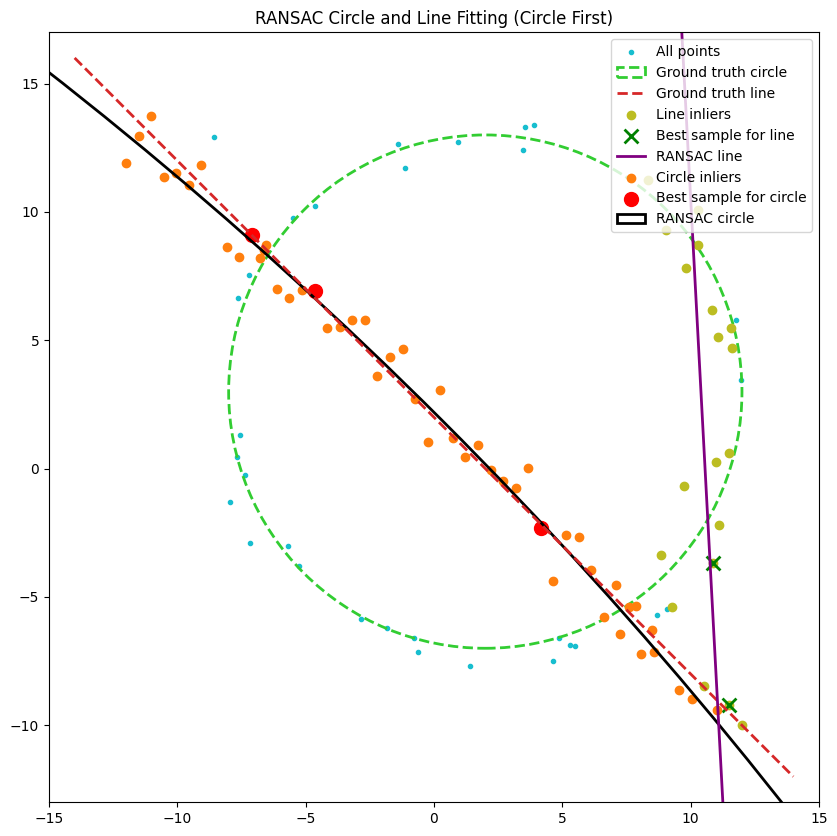 RANSAC Circle and Line Fitting (Circle First)
All points
Ground truth circle
Ground truth line
Line inliers
Best sample for line
RANSAC line
Circle inliers
Best sample for circle
RANSAC circle
15
10
5
0
−5
−10
−15 −10 −5 0 5 10 15